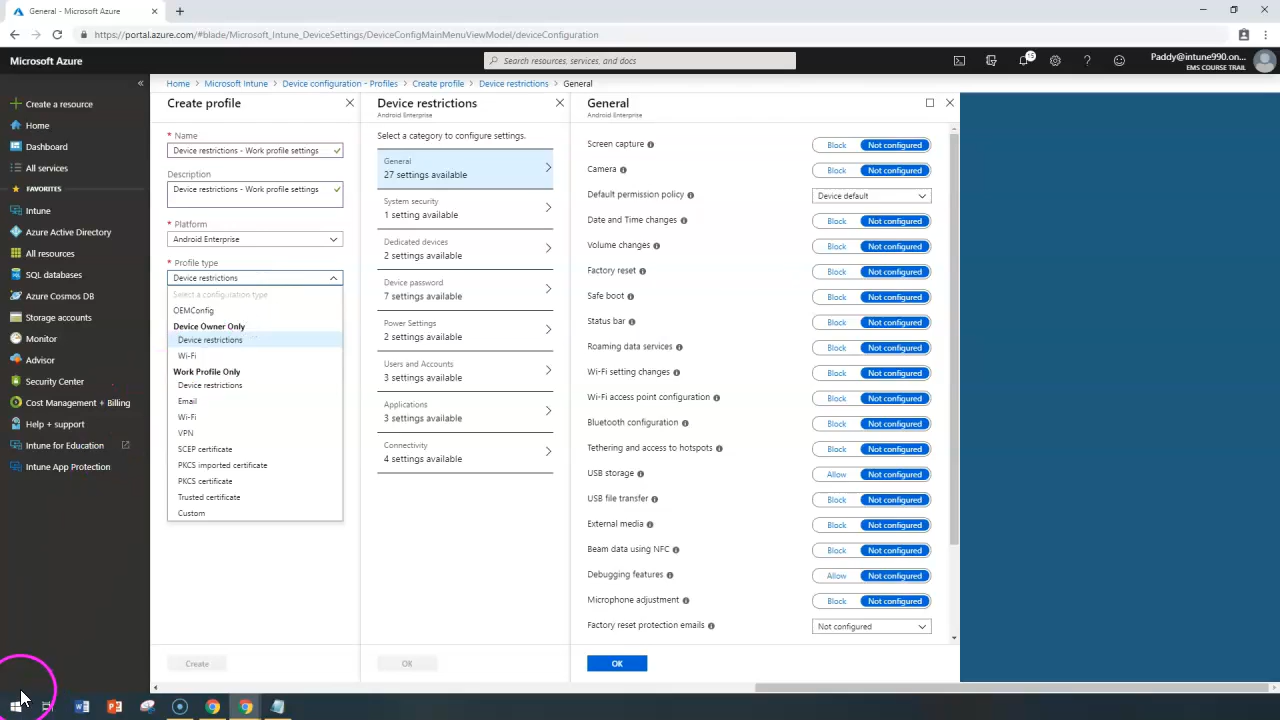 General - Microsoft Azure
https://portal.azure.com/#blade/Microsoft_Intune_DeviceSettings/DeviceConfigMainMenuViewModel/deviceConfiguration
Microsoft Azure
Search resources, services, and docs
15
Paddy@intune990.on...
EMS COURSE TRAIL
Create a resource
Home
Dashboard
All services
FAVORITES
Intune
Azure Active Directory
All resources
SQL databases
Azure Cosmos DB
Storage accounts
Monitor
Advisor
Security Center
Cost Management + Billing
Help + support
Intune for Education
Intune App Protection
Home > Microsoft Intune > Device configuration - Profiles > Create profile > Device restrictions > General
Create profile
* Name
Device restrictions - Work profile settings
Description
Device restrictions - Work profile settings
* Platform
Android Enterprise
* Profile type
Device restrictions
Select a configuration type
OEMConfig
Device Owner Only
Device restrictions
Wi-Fi
Work Profile Only
Device restrictions
Email
Wi-Fi
VPN
SCEP certificate
PKCS imported certificate
PKCS certificate
Trusted certificate
Custom
Create
Device restrictions
Android Enterprise
Select a category to configure settings.
General
27 settings available
System security
1 setting available
Dedicated devices
2 settings available
Device password
7 settings available
Power Settings
2 settings available
Users and Accounts
3 settings available
Applications
3 settings available
Connectivity
4 settings available
OK
General
Android Enterprise
Screen capture Block Not configured
Camera Block Not configured
Default permission policy Device default
Date and Time changes Block Not configured
Volume changes Block Not configured
Factory reset Block Not configured
Safe boot Block Not configured
Status bar Block Not configured
Roaming data services Block Not configured
Wi-Fi setting changes Block Not configured
Wi-Fi access point configuration Block Not configured
Bluetooth configuration Block Not configured
Tethering and access to hotspots Block Not configured
USB storage Allow Not configured
USB file transfer Block Not configured
External media Block Not configured
Beam data using NFC Block Not configured
Debugging features Allow Not configured
Microphone adjustment Block Not configured
Factory reset protection emails Not configured
OK